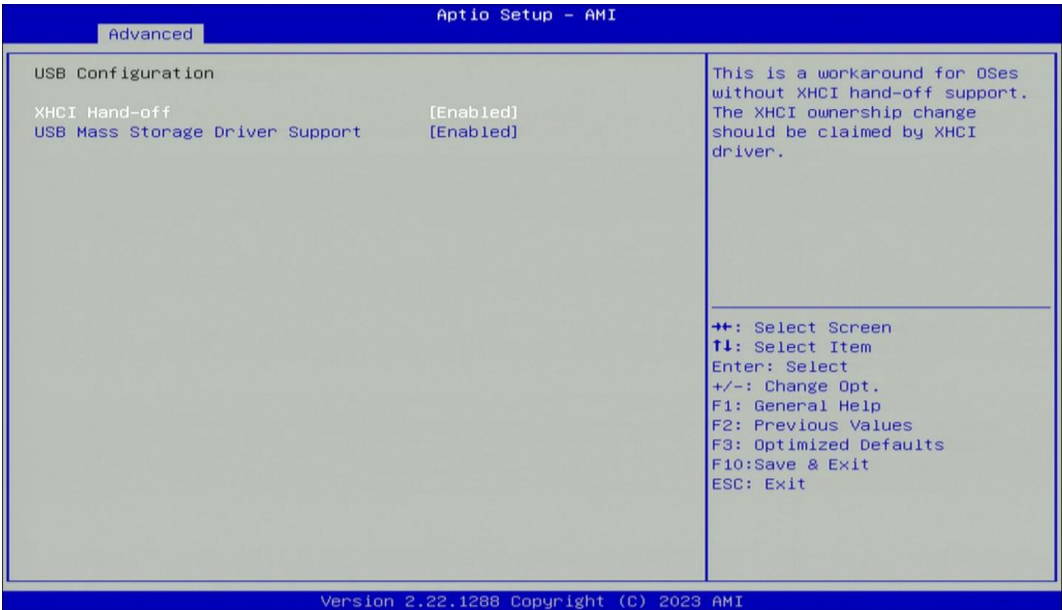 Aptio Setup – AMI
Advanced
USB Configuration
XHCI Hand-off [Enabled]
USB Mass Storage Driver Support [Enabled]
This is a workaround for OSes
without XHCI hand-off support.
The XHCI ownership change
should be claimed by XHCI
driver.
→←: Select Screen
↑↓: Select Item
Enter: Select
+/-: Change Opt.
F1: General Help
F2: Previous Values
F3: Optimized Defaults
F10:Save & Exit
ESC: Exit
Version 2.22.1288 Copyright (C) 2023 AMI